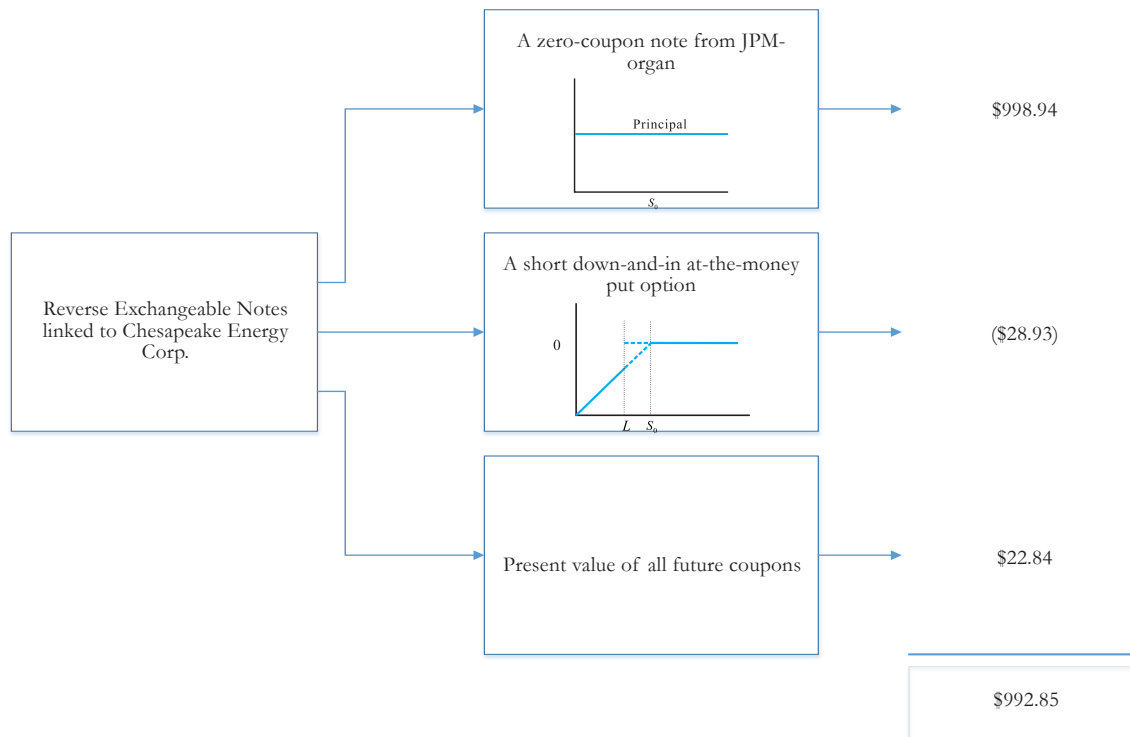 A zero-coupon note from JPM-
organ
Principal
S₀
$998.94
Reverse Exchangeable Notes
linked to Chesapeake Energy
Corp.
A short down-and-in at-the-money
put option
0
L S₀
($28.93)
Present value of all future coupons
$22.84
$992.85